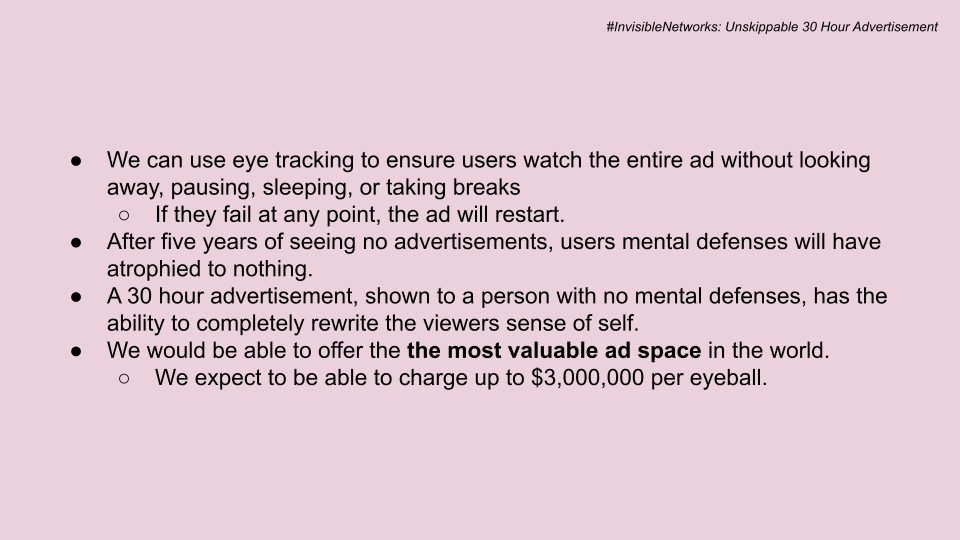 #InvisibleNetworks: Unskippable 30 Hour Advertisement
● We can use eye tracking to ensure users watch the entire ad without looking
away, pausing, sleeping, or taking breaks
○ If they fail at any point, the ad will restart.
● After five years of seeing no advertisements, users mental defenses will have
atrophied to nothing.
● A 30 hour advertisement, shown to a person with no mental defenses, has the
ability to completely rewrite the viewers sense of self.
● We would be able to offer the the most valuable ad space in the world.
○ We expect to be able to charge up to $3,000,000 per eyeball.